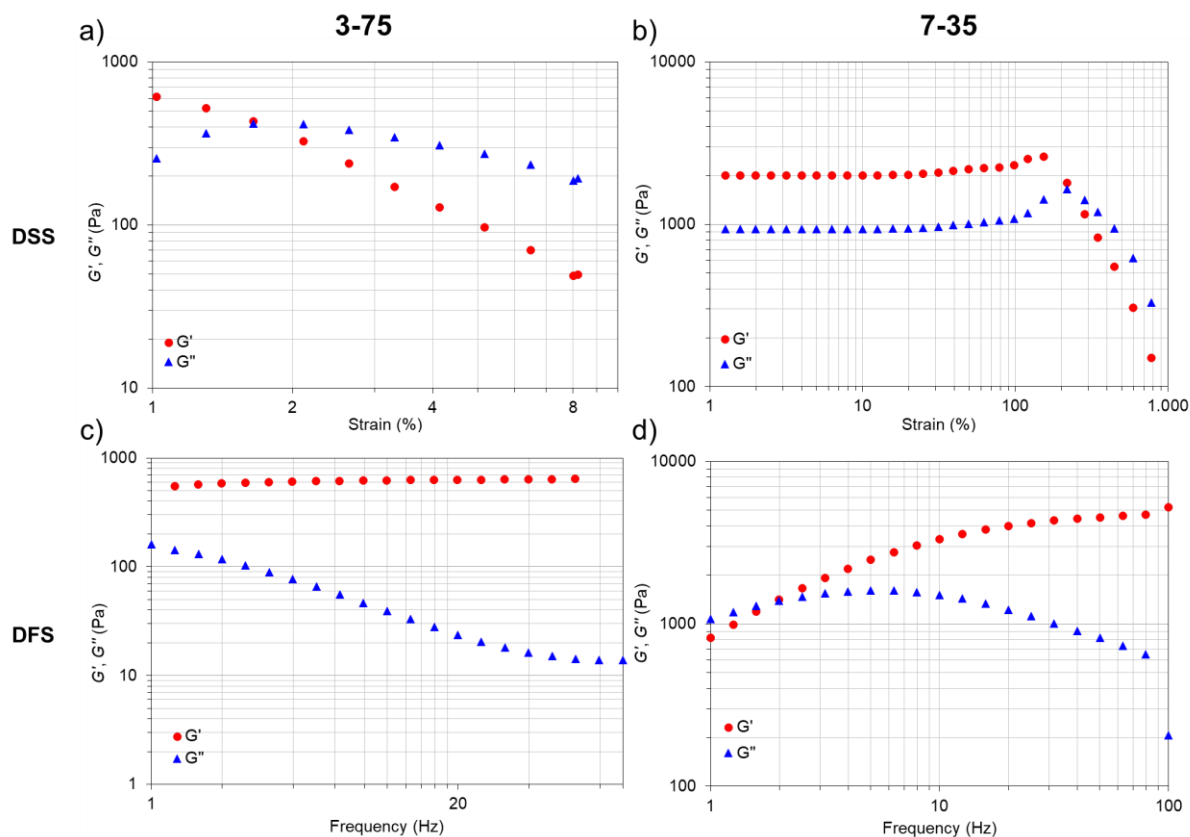 3-75
7-35
a)
b)
DSS
G', G" (Pa)
1000
100
10
G'
G"
1
2
4
8
Strain (%)
G', G" (Pa)
10000
1000
100
G'
G"
1
10
100
1.000
Strain (%)
c)
d)
DFS
G', G" (Pa)
1000
100
10
1
G'
G"
1
20
Frequency (Hz)
G', G" (Pa)
10000
1000
100
G'
G"
1
10
100
Frequency (Hz)